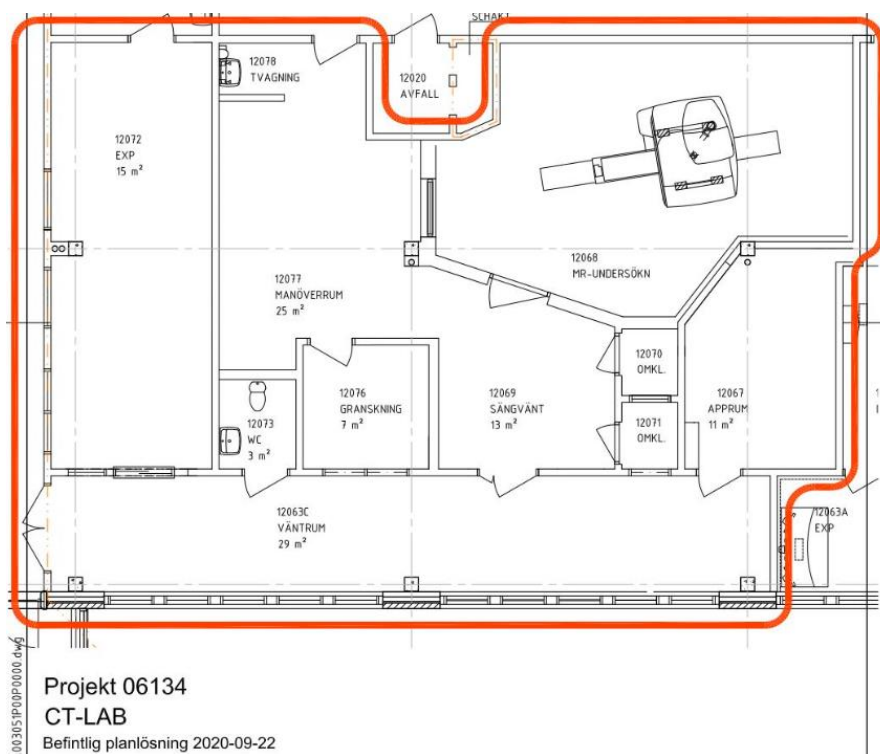 SCHAKT
12078
TVAGNING
12020
AVFALL
12072
EXP
15 m²
12068
MR-UNDERSÖKN
12077
MANÖVERRUM
25 m²
12070
OMKL.
12076
GRANSKNING
7 m²
12069
SÄNGVÄNT
13 m²
12067
APPRUM
11 m²
12073
WC
3 m²
12071
OMKL.
12063C
VÄNTRUM
29 m²
12063A
EXP
003051P00P0000.dwg
Projekt 06134
CT-LAB
Befintlig planlösning 2020-09-22